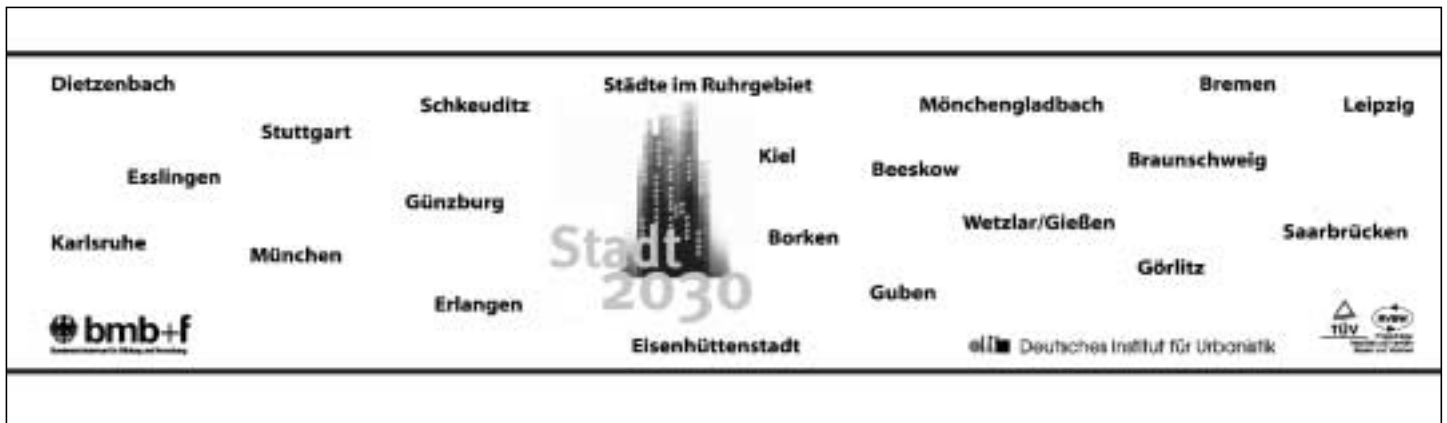 Dietzenbach
Städte im Ruhrgebiet
Bremen
Schkeuditz
Mönchengladbach
Leipzig
Stuttgart
Kiel
Beeskow
Braunschweig
Esslingen
Günzburg
Wetzlar/Gießen
Karlsruhe
Borken
Saarbrücken
München
Stadt
2030
Görlitz
Erlangen
Guben
bmb+f
TÜV
Eisenhüttenstadt
Deutsches Institut für Urbanistik